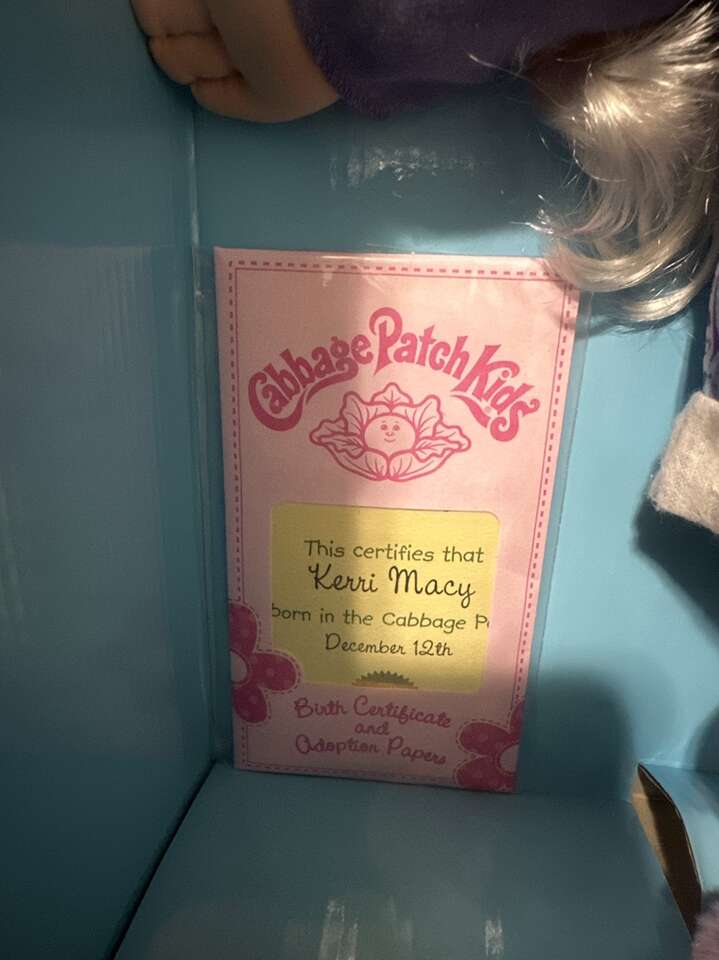 Cabbage Patch Kids
This certifies that
Kerri Macy
born in the Cabbage P
December 12th
Birth Certificate
and
Adoption Papers